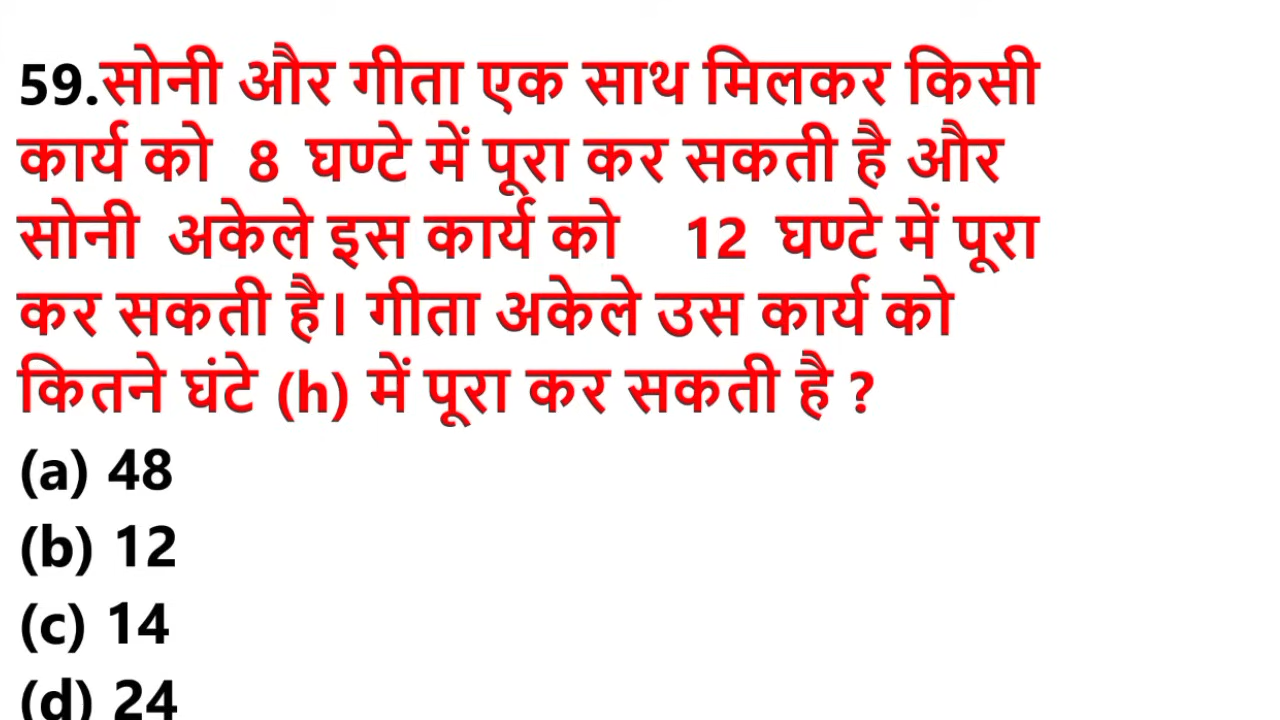 59.सोनी और गीता एक साथ मिलकर किसी
कार्य को 8 घण्टे में पूरा कर सकती है और
सोनी अकेले इस कार्य को 12 घण्टे में पूरा
कर सकती है। गीता अकेले उस कार्य को
कितने घंटे (h) में पूरा कर सकती है ?
(a) 48
(b) 12
(c) 14
(d) 24